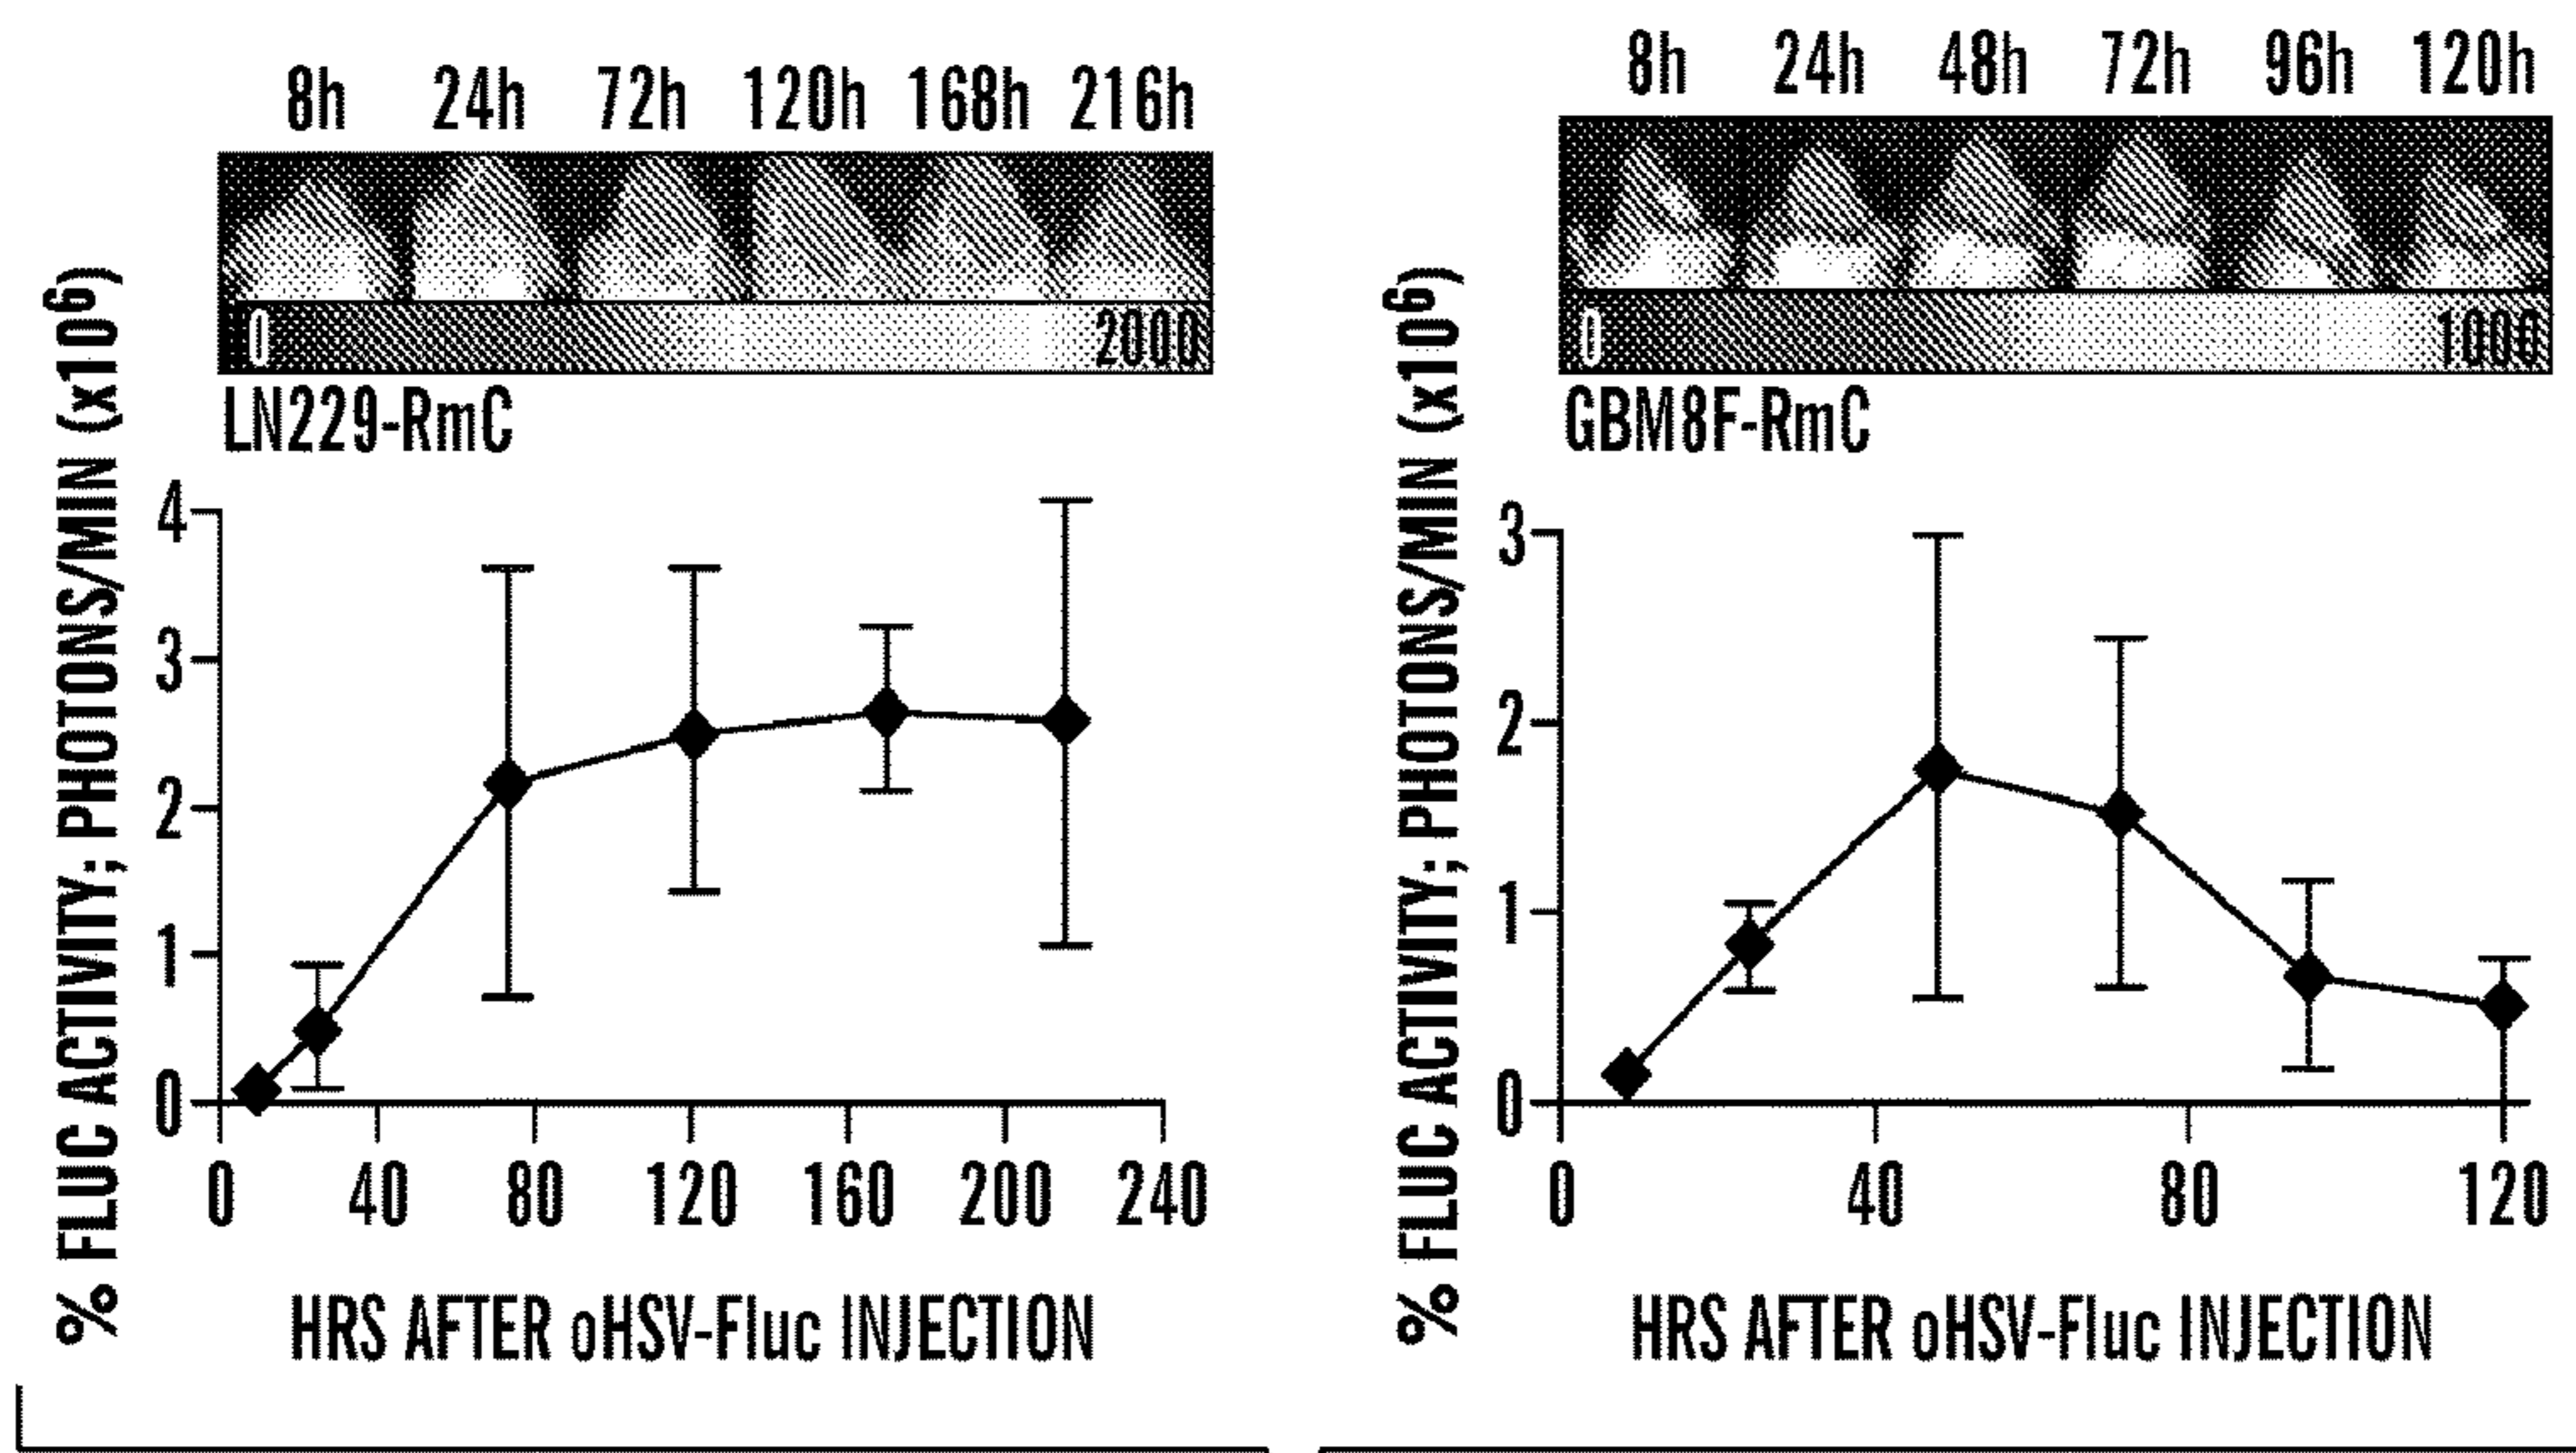 8h 24h 72h 120h 168h 216h
0 2000
LN229-RmC
% FLUC ACTIVITY; PHOTONS/MIN (x10⁶)
4
3
2
1
0
0 40 80 120 160 200 240
HRS AFTER oHSV-Fluc INJECTION
8h 24h 48h 72h 96h 120h
0 1000
GBM8F-RmC
% FLUC ACTIVITY; PHOTONS/MIN (x10⁶)
3
2
1
0
0 40 80 120
HRS AFTER oHSV-Fluc INJECTION